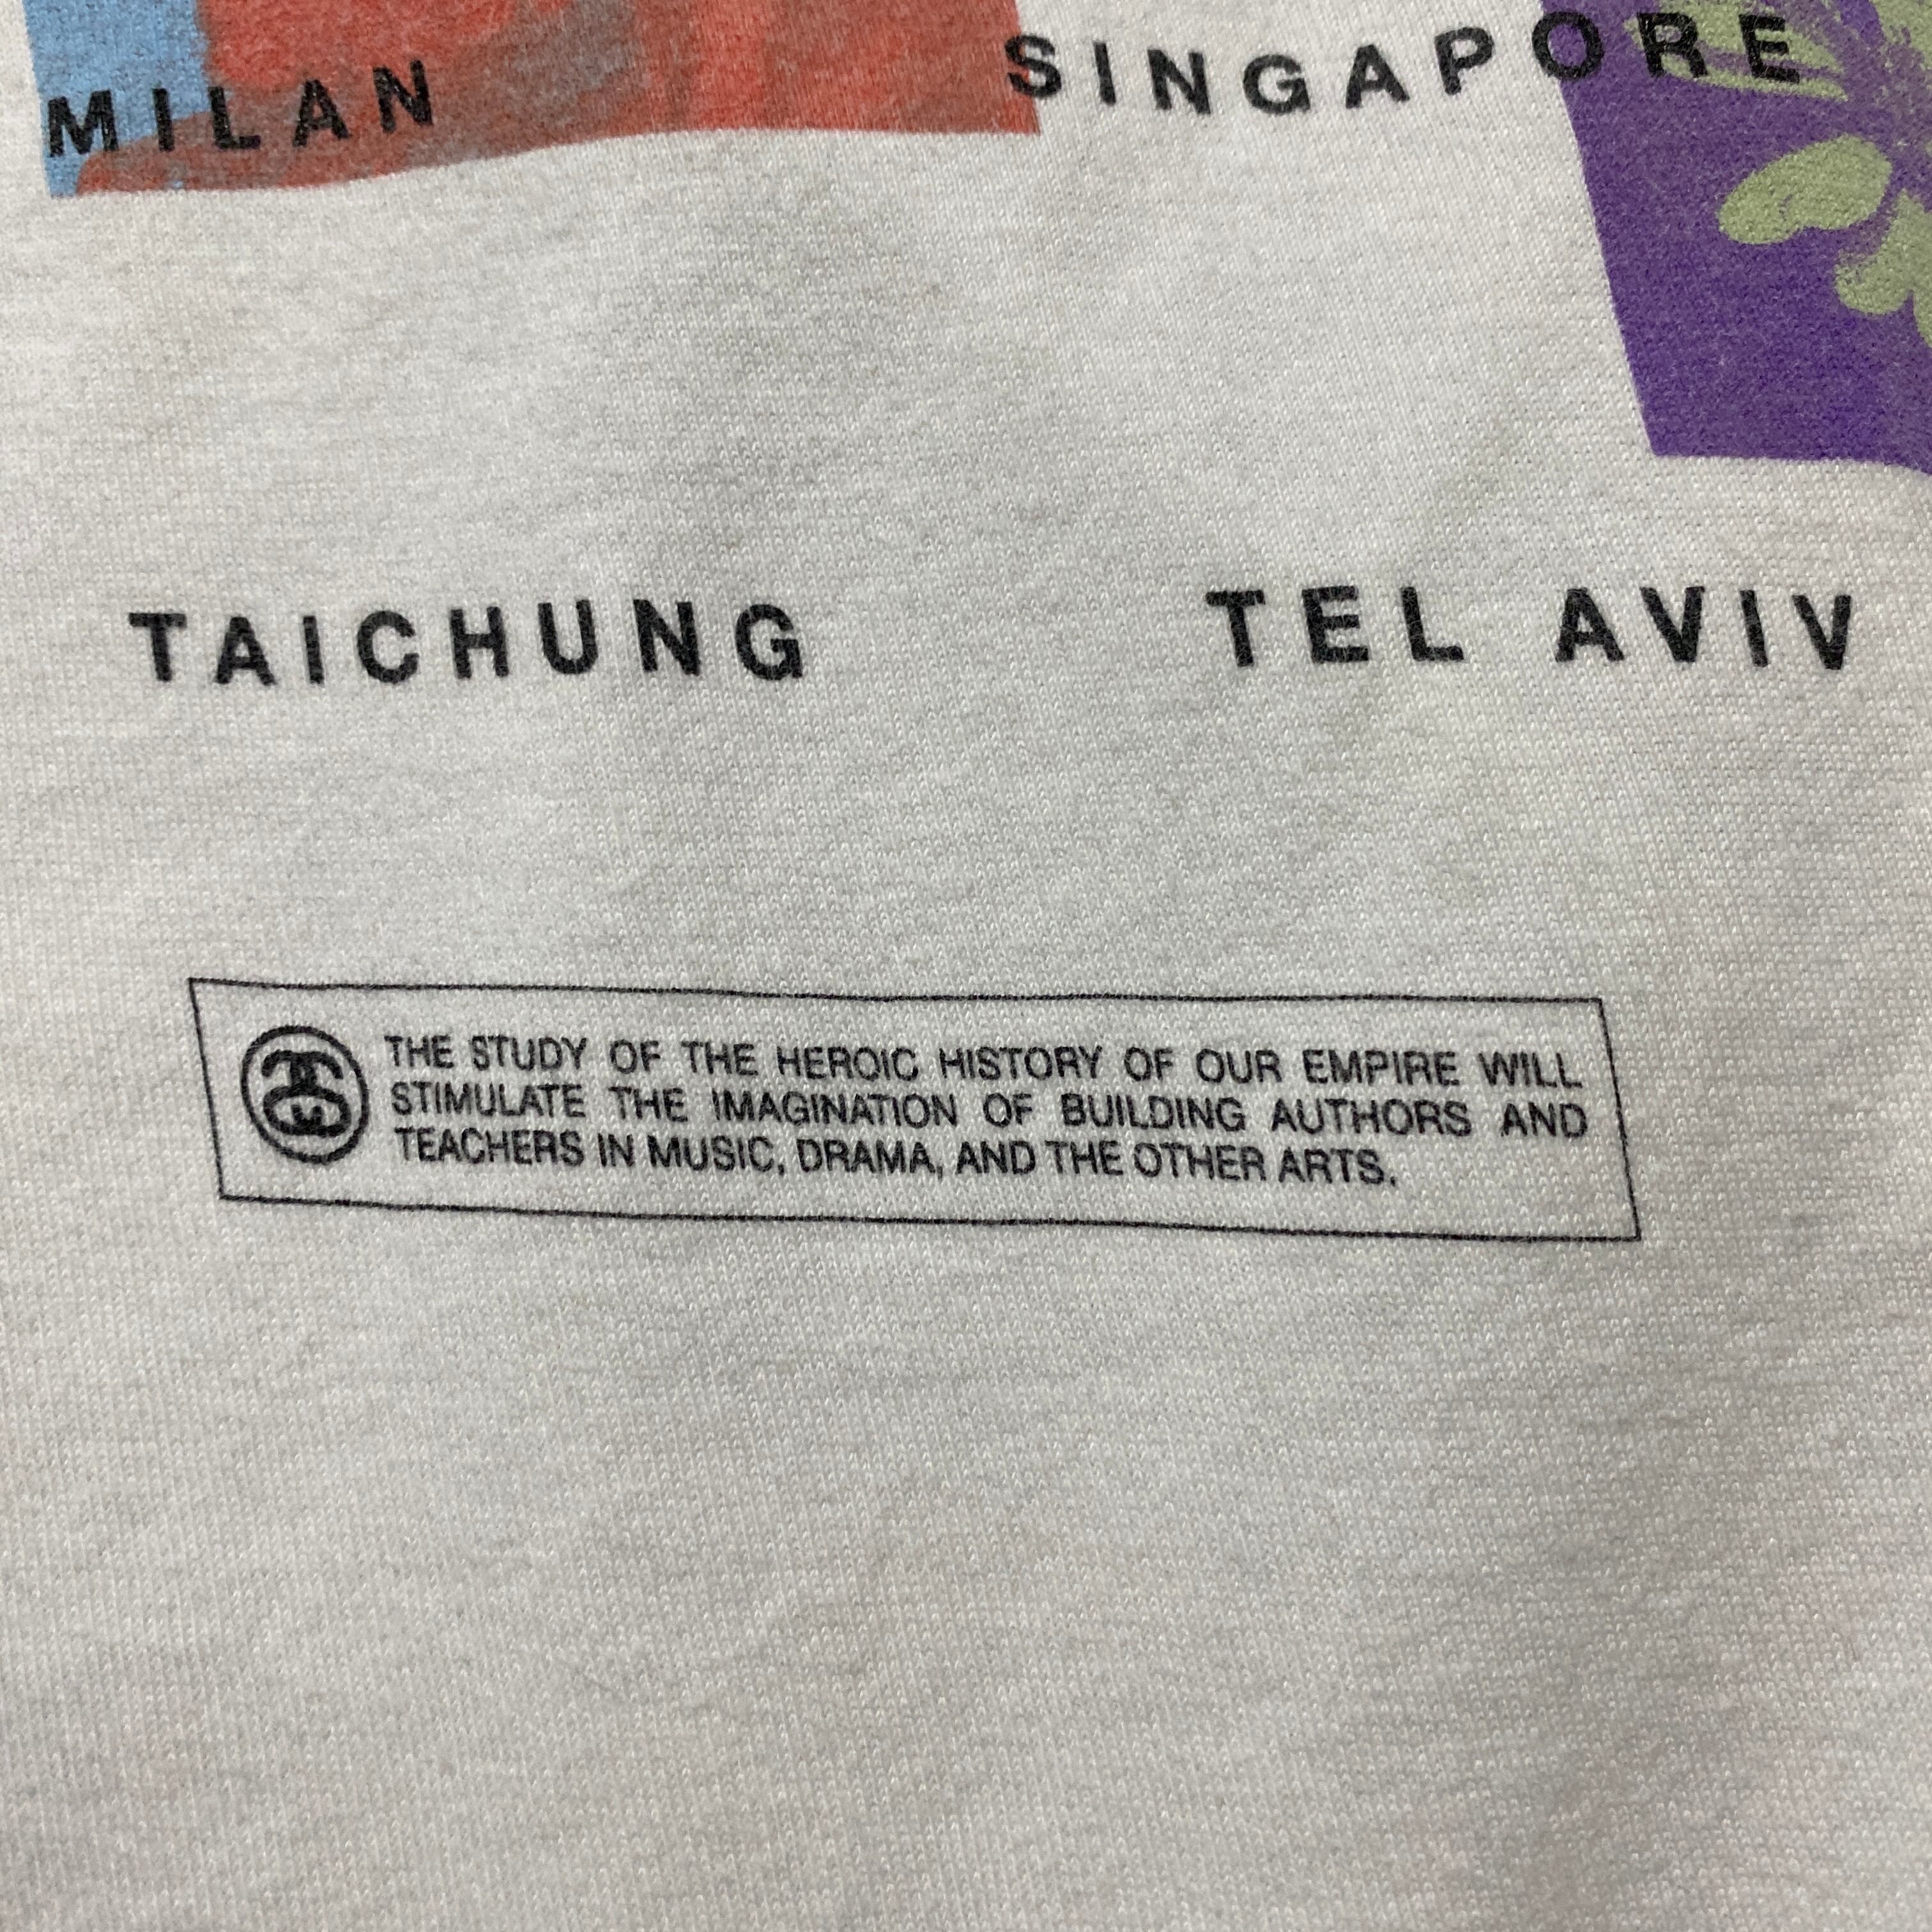 MILAN SINGAPORE
TAICHUNG TEL AVIV
THE STUDY OF THE HEROIC HISTORY OF OUR EMPIRE WILL
STIMULATE THE IMAGINATION OF BUILDING AUTHORS AND
TEACHERS IN MUSIC, DRAMA, AND THE OTHER ARTS.